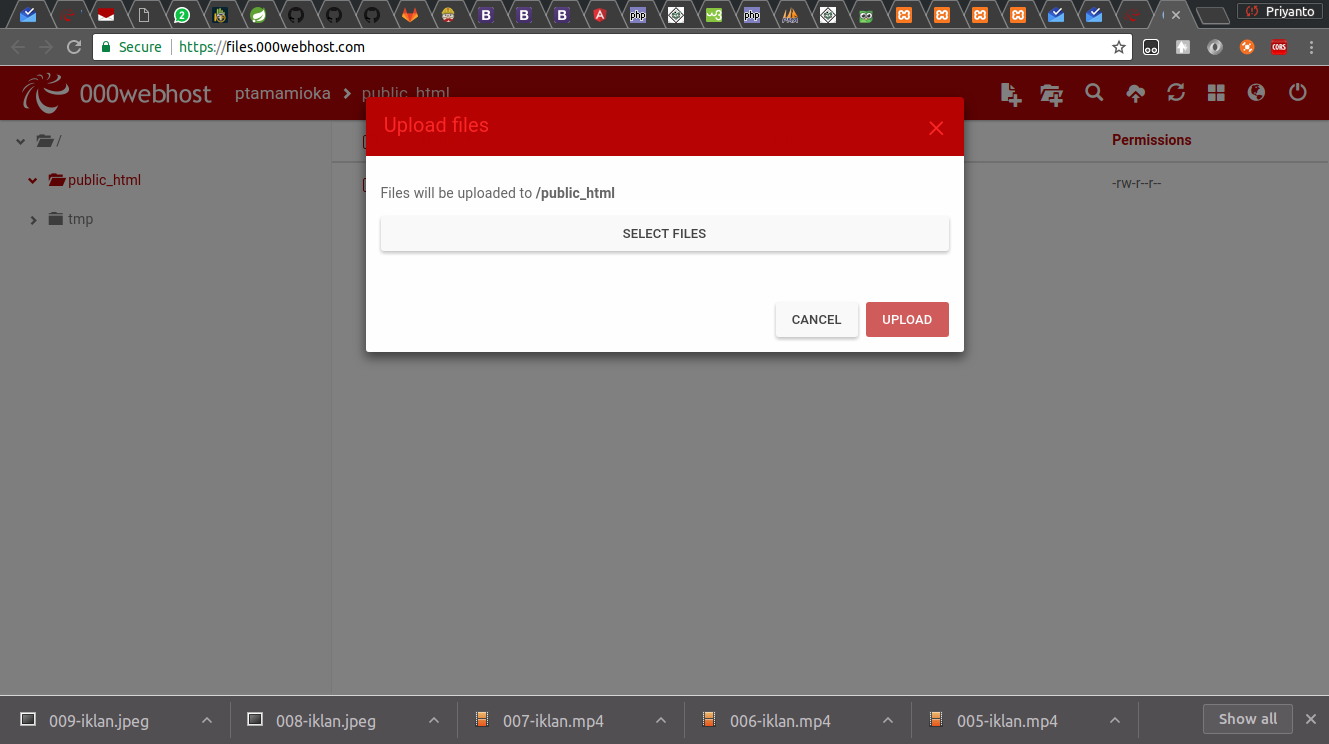 Priyanto
Secure https://files.000webhost.com
000webhost ptamamioka > public_html
Upload files
/
Permissions
public_html
-rw-r--r--
Files will be uploaded to /public_html
tmp
SELECT FILES
CANCEL UPLOAD
009-iklan.jpeg 008-iklan.jpeg 007-iklan.mp4 006-iklan.mp4 005-iklan.mp4 Show all